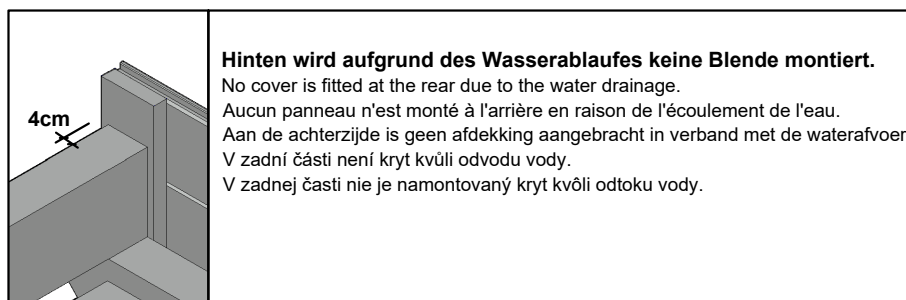 4cm
Hinten wird aufgrund des Wasserablaufes keine Blende montiert.
No cover is fitted at the rear due to the water drainage.
Aucun panneau n'est monté à l'arrière en raison de l'écoulement de l'eau.
Aan de achterzijde is geen afdekking aangebracht in verband met de waterafvoer
V zadní části není kryt kvůli odvodu vody.
V zadnej časti nie je namontovaný kryt kvôli odtoku vody.